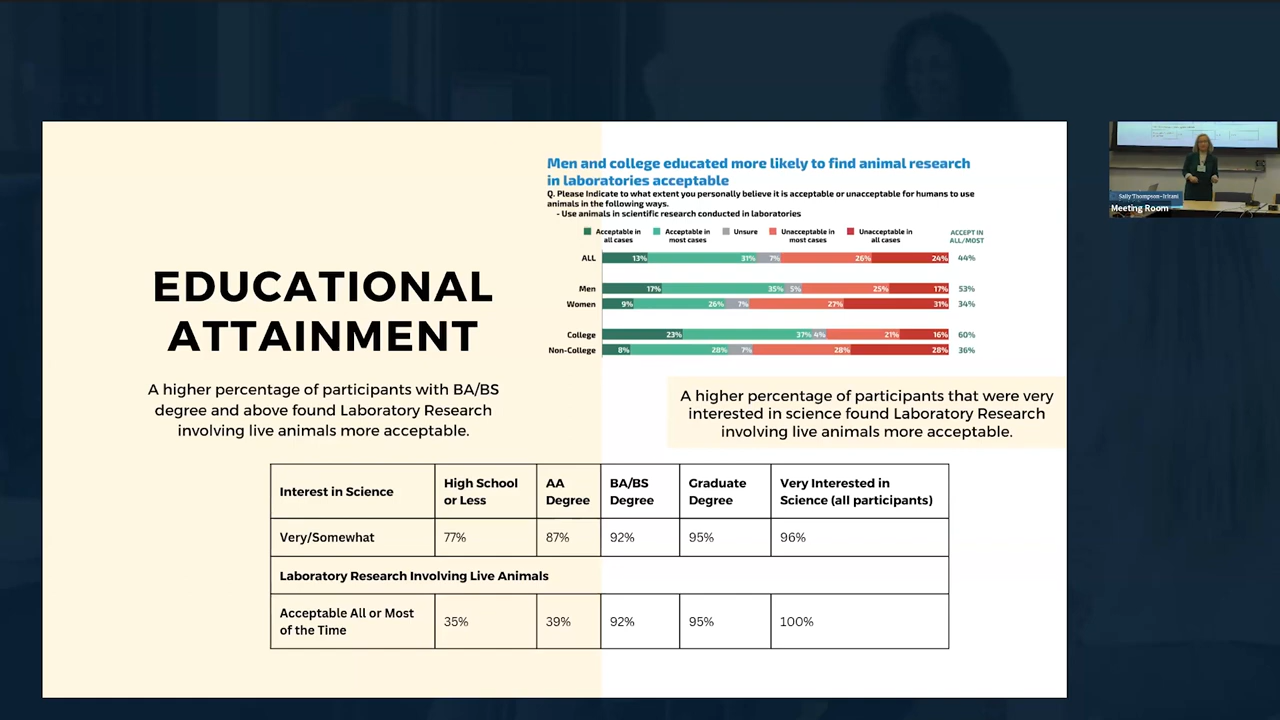 Men and college educated more likely to find animal research
in laboratories acceptable
Q. Please Indicate to what extent you personally believe it is acceptable or unacceptable for humans to use
animals in the following ways.
- Use animals in scientific research conducted in laboratories
Acceptable in all cases Acceptable in most cases Unsure Unacceptable in most cases Unacceptable in all cases ACCEPT IN ALL/MOST
ALL 13% 31% 7% 26% 24% 44%
Men 17% 35% 5% 25% 17% 53%
Women 9% 26% 7% 27% 31% 34%
College 23% 37% 4% 21% 16% 60%
Non-College 8% 28% 7% 28% 28% 36%
EDUCATIONAL
ATTAINMENT
A higher percentage of participants with BA/BS
degree and above found Laboratory Research
involving live animals more acceptable.
A higher percentage of participants that were very
interested in science found Laboratory Research
involving live animals more acceptable.
Interest in Science High School or Less AA Degree BA/BS Degree Graduate Degree Very Interested in Science (all participants)
Very/Somewhat 77% 87% 92% 95% 96%
Laboratory Research Involving Live Animals
Acceptable All or Most of the Time 35% 39% 92% 95% 100%
Sally Thompson-Iritani
Meeting Room